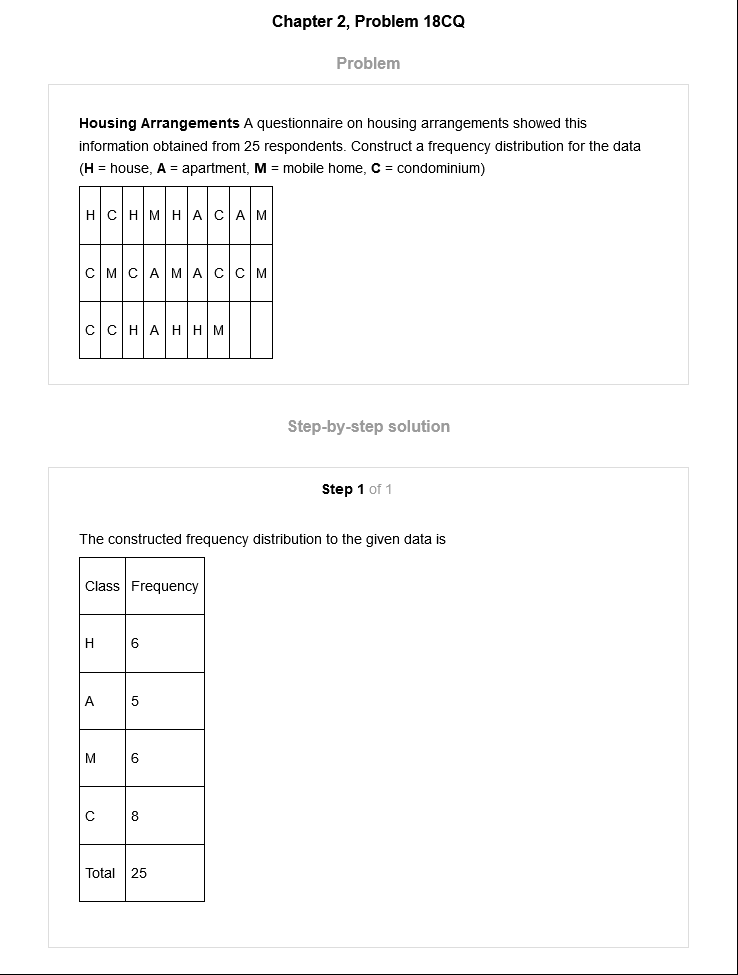 Chapter 2, Problem 18CQ
Problem
Housing Arrangements A questionnaire on housing arrangements showed this
information obtained from 25 respondents. Construct a frequency distribution for the data
(H = house, A = apartment, M = mobile home, C = condominium)
H C H M H A C A M
C M C A M A C C M
C C H A H H M
Step-by-step solution
Step 1 of 1
The constructed frequency distribution to the given data is
Class Frequency
H 6
A 5
M 6
C 8
Total 25